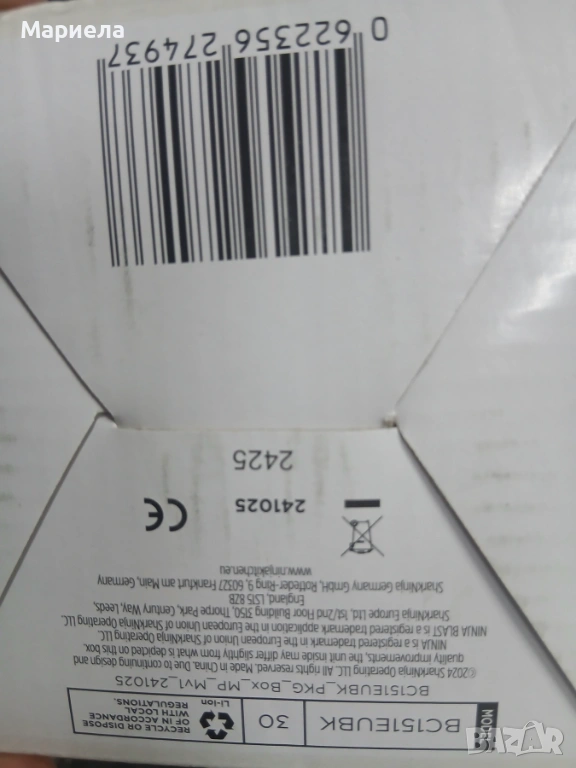 Мариела
MODEL
BC151EUBK
30
Li-Ion
RECYCLE OR DISPOSE
OF IN ACCORDANCE
WITH LOCAL
REGULATIONS.
BC151EUBK_PKG_Box_MP_Mv1_241025
©2024 SharkNinja Operating LLC. All rights reserved. Made in China. Due to continuing design and
quality improvements, the unit inside may differ slightly from what is depicted on this box.
NINJA is a registered trademark in the European Union of SharkNinja Operating LLC.
NINJA BLAST is a registered trademark application in the European Union of SharkNinja Operating LLC.
SharkNinja Europe Ltd, 1st/2nd Floor Building 3150, Thorpe Park, Century Way, Leeds,
England, LS15 8ZB
SharkNinja Germany GmbH, Rotfeder-Ring 9, 60327 Frankfurt am Main, Germany
www.ninjakitchen.eu
241025
CE
2425
0 622356 274937
bazar